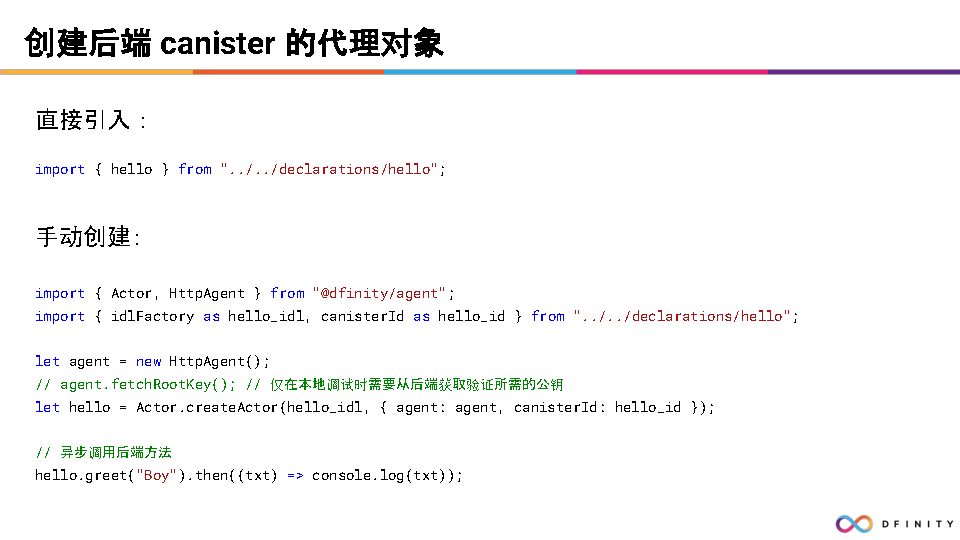 创建后端 canister 的代理对象
直接引入：
import { hello } from "../../declarations/hello";
手动创建:
import { Actor, HttpAgent } from "@dfinity/agent";
import { idlFactory as hello_idl, canisterId as hello_id } from "../../declarations/hello";
let agent = new HttpAgent();
// agent.fetchRootKey(); // 仅在本地调试时需要从后端获取验证所需的公钥
let hello = Actor.createActor(hello_idl, { agent: agent, canisterId: hello_id });
// 异步调用后端方法
hello.greet("Boy").then((txt) => console.log(txt));
DFINITY